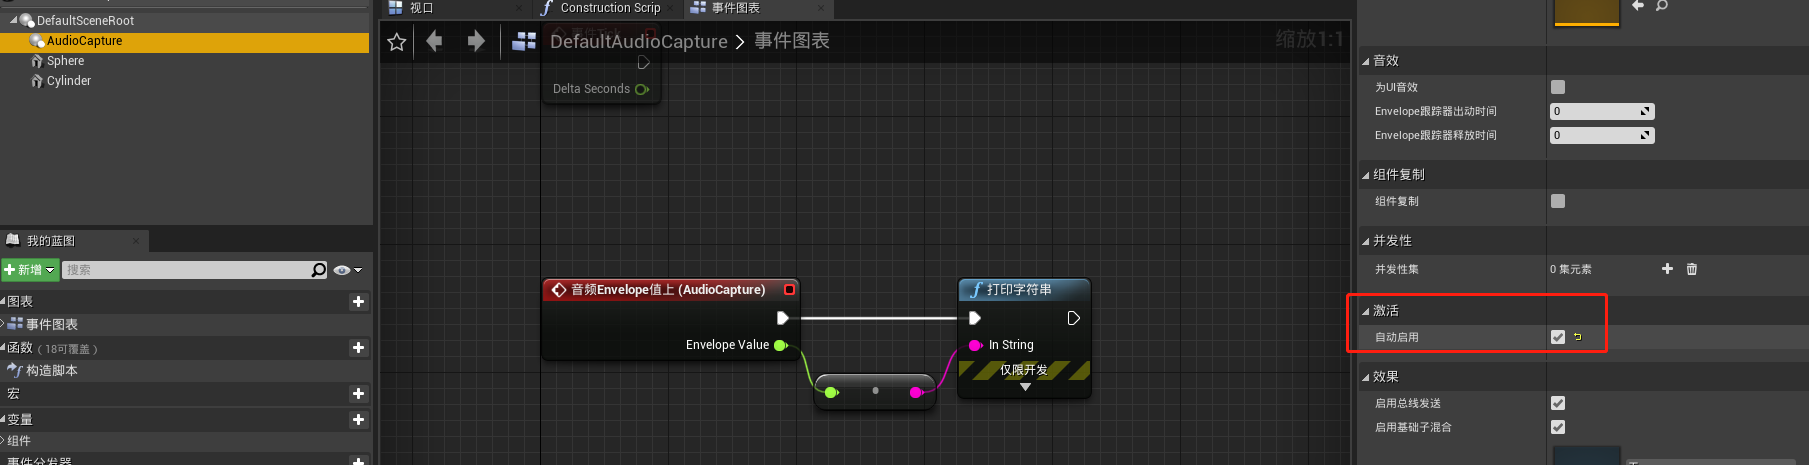 DefaultSceneRoot
AudioCapture
Sphere
Cylinder
我的蓝图
新增
搜索
图表
事件图表
函数（18可覆盖）
构造脚本
宏
变量
组件
事件分发器
视口
Construction Scrip
事件图表
DefaultAudioCapture > 事件图表
缩放1:1
事件Tick
Delta Seconds
音频Envelope值上 (AudioCapture)
Envelope Value
打印字符串
In String
仅限开发
音效
为UI音效
Envelope跟踪器出动时间 0
Envelope跟踪器释放时间 0
组件复制
组件复制
并发性
并发性集 0 集元素
激活
自动启用
效果
启用总线发送
启用基础子混合